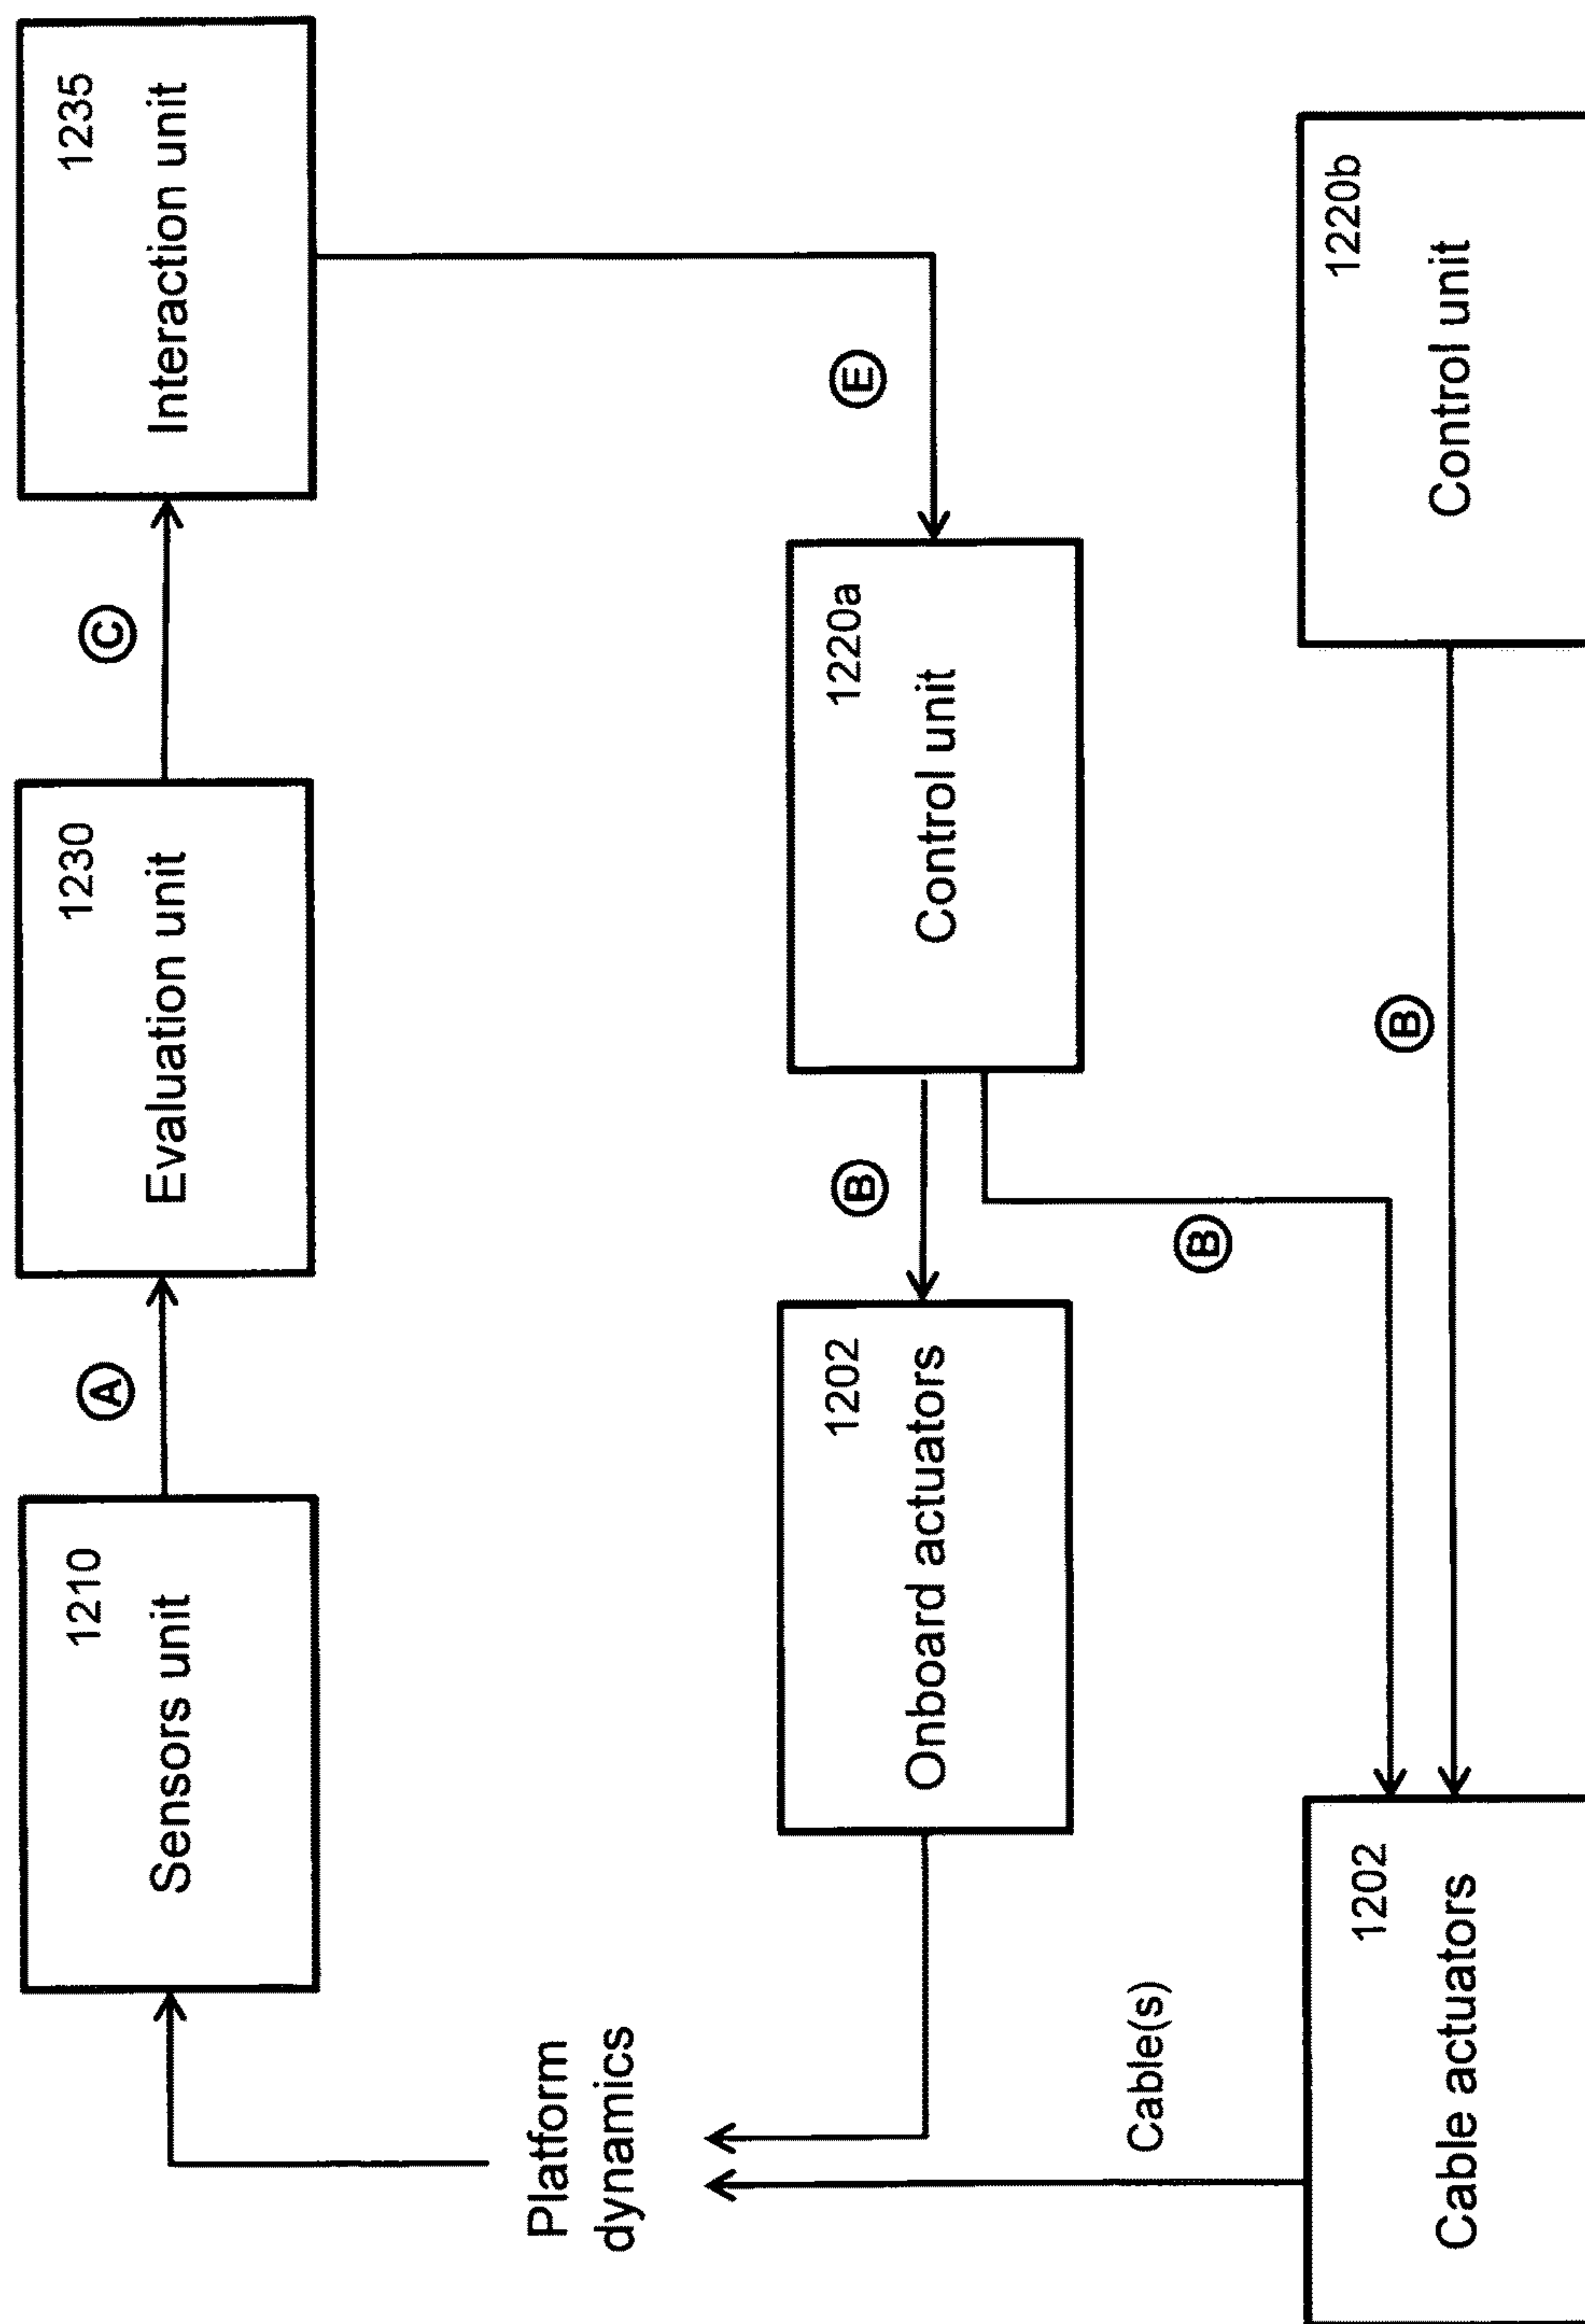 1210
Sensors unit
A
1230
Evaluation unit
C
1235
Interaction unit
Platform
dynamics
1202
Onboard actuators
B
1220a
Control unit
E
Cable(s)
B
1202
Cable actuators
B
1220b
Control unit